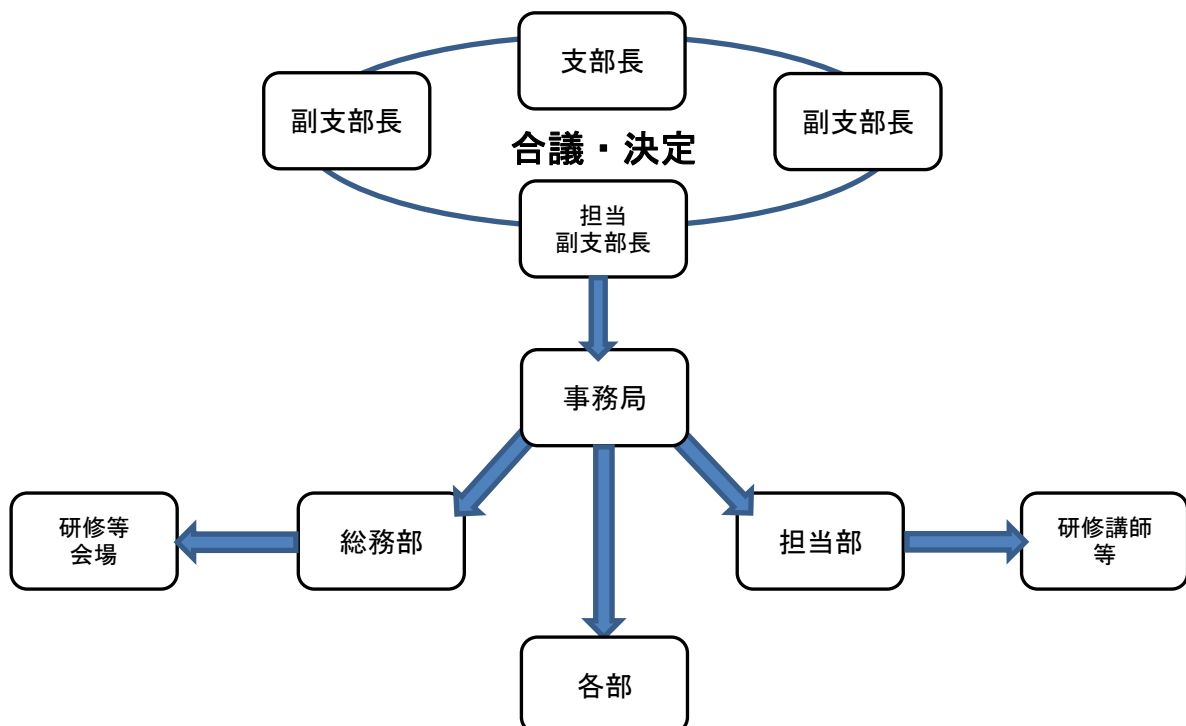 支部長
副支部長
副支部長
合議・決定
担当
副支部長
事務局
研修等
会場
総務部
担当部
研修講師
等
各部